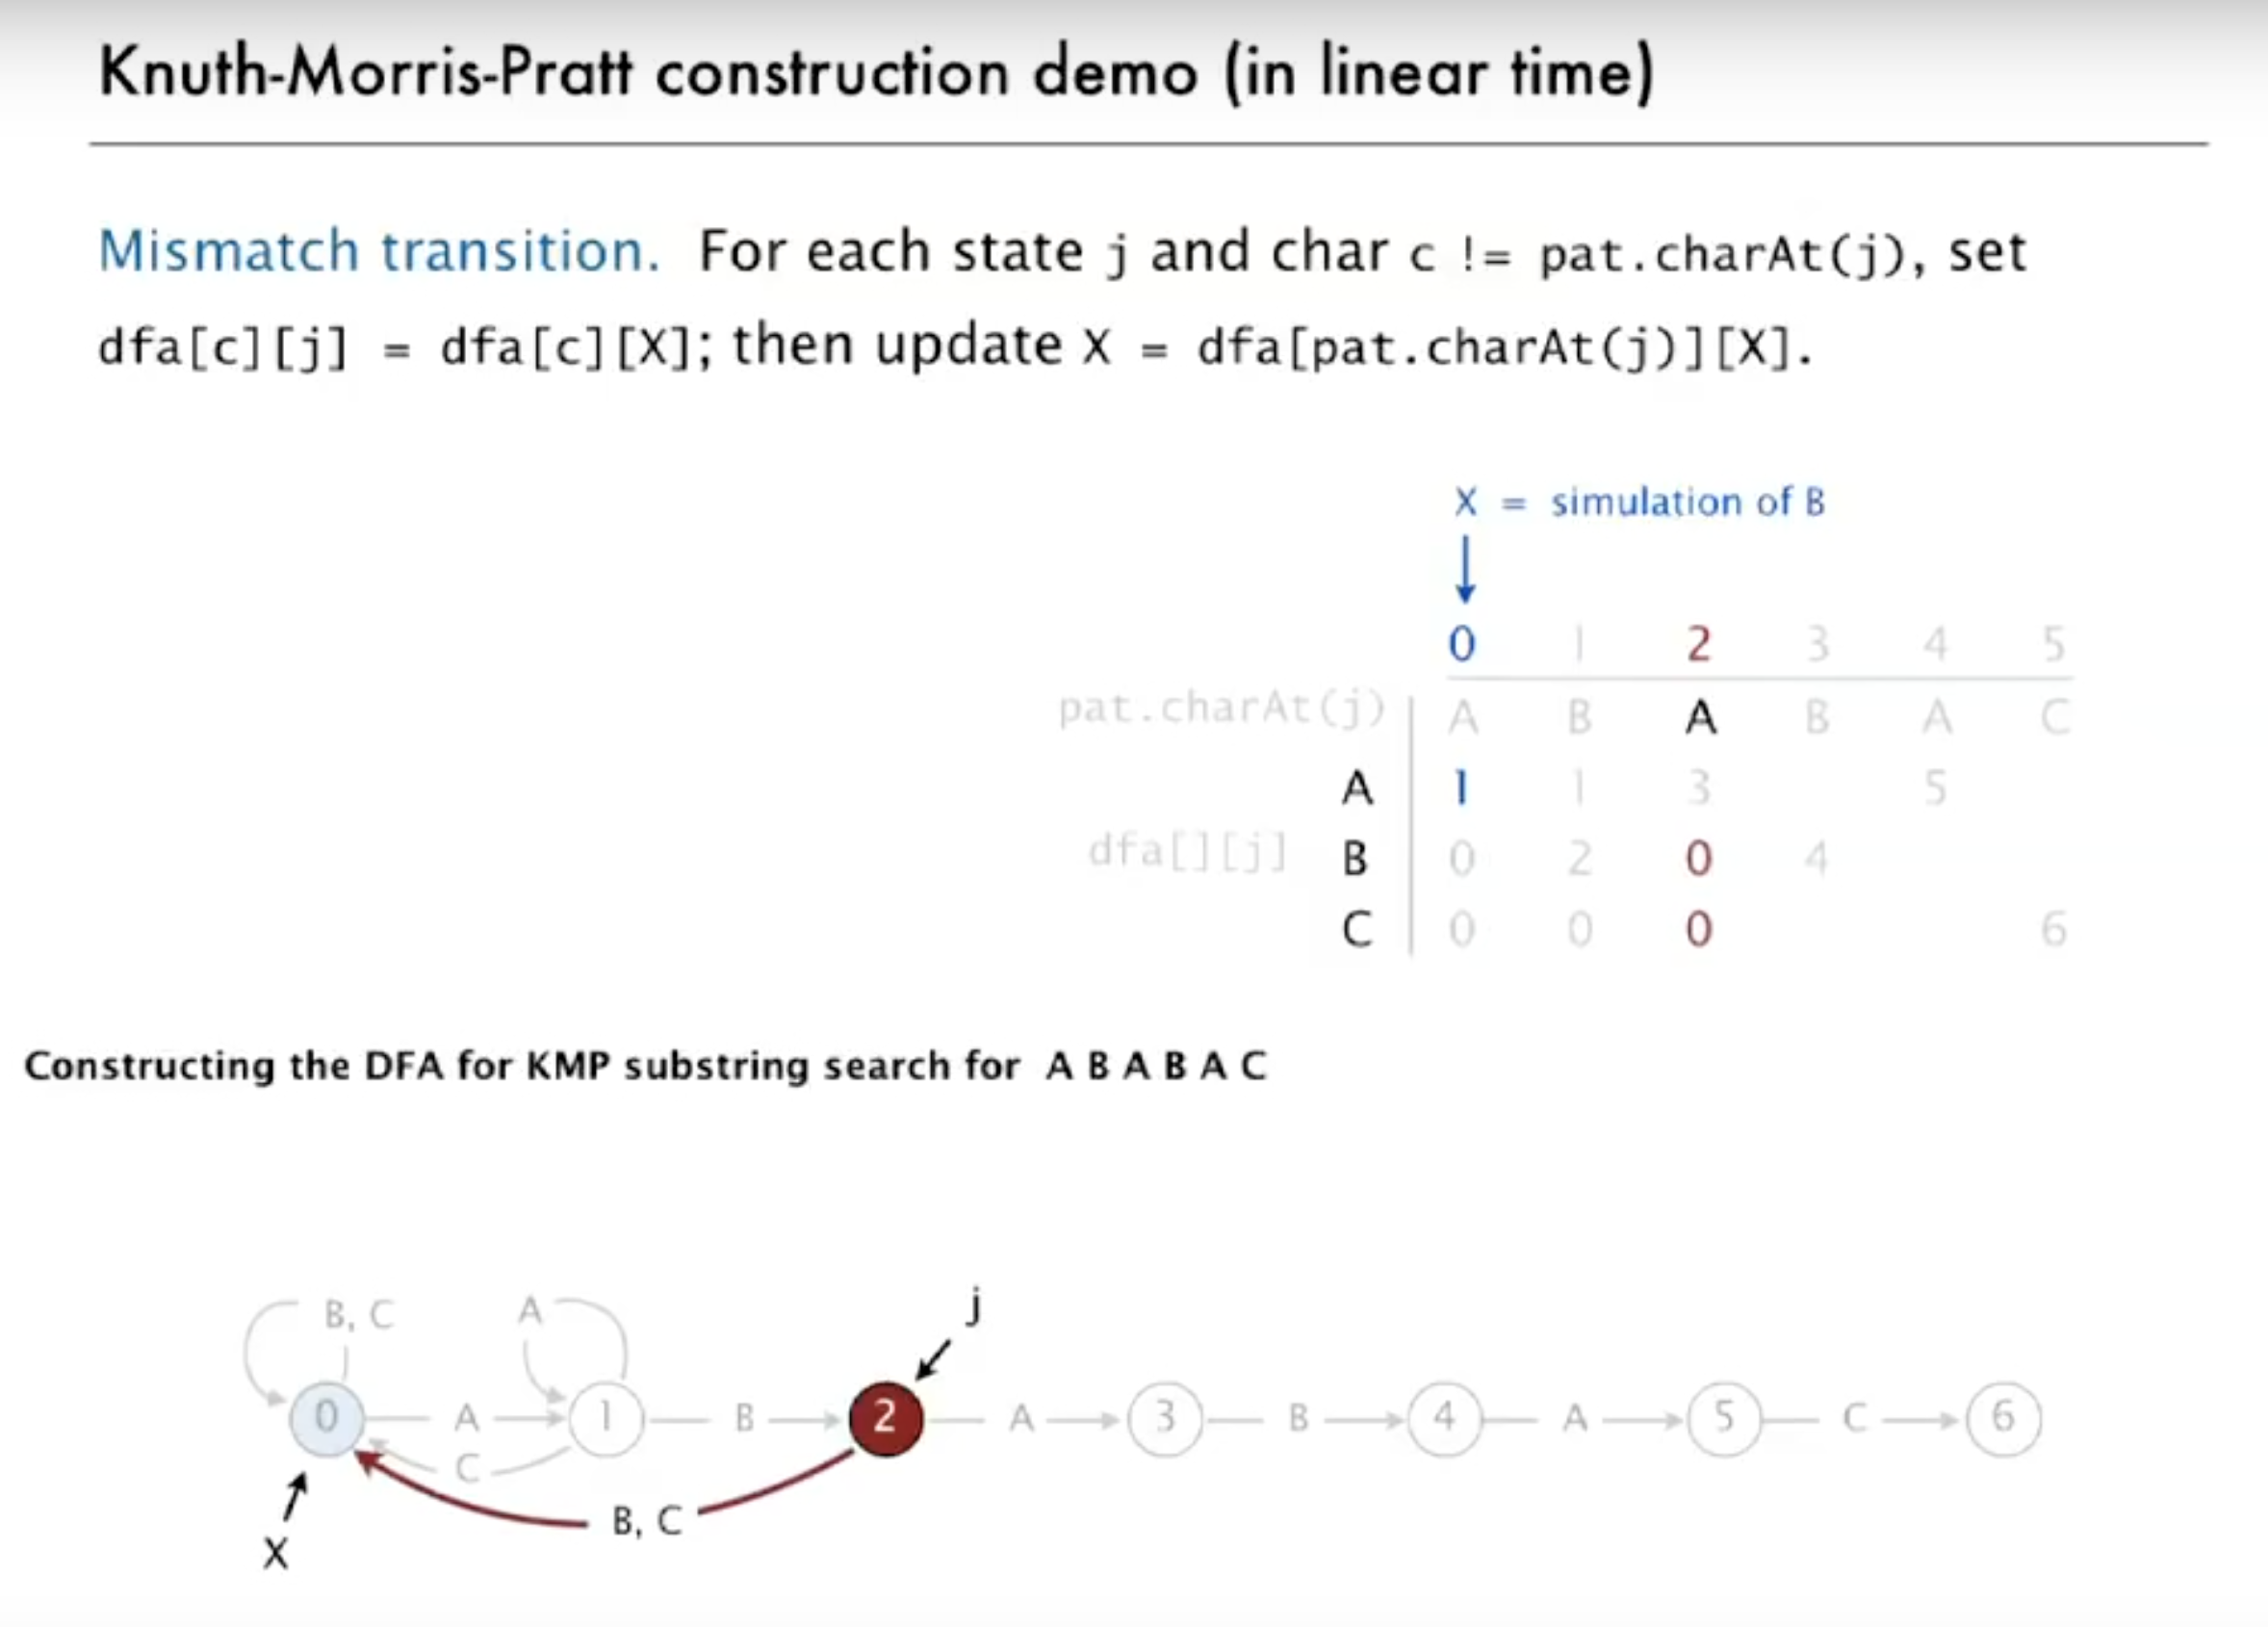 Knuth-Morris-Pratt construction demo (in linear time)
Mismatch transition. For each state j and char c != pat.charAt(j), set
dfa[c][j] = dfa[c][X]; then update X = dfa[pat.charAt(j)][X].
X = simulation of B
0 1 2 3 4 5
pat.charAt(j) A B A B A C
A 1 1 3 5
dfa[][j] B 0 2 0 4
C 0 0 0 6
Constructing the DFA for KMP substring search for A B A B A C
j
B, C A
0 A 1 B 2 A 3 B 4 A 5 C 6
C
B, C
X